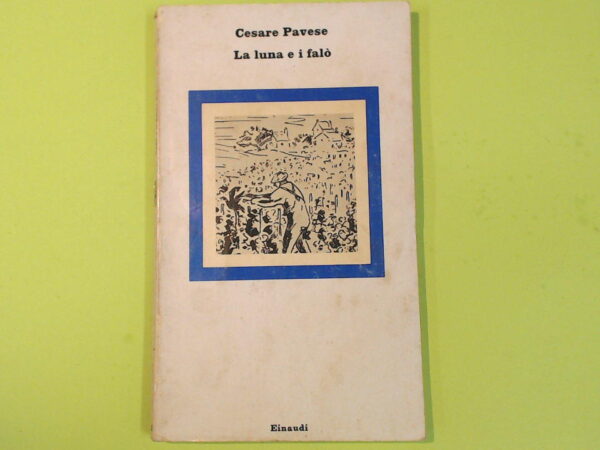 Cesare Pavese
La luna e i falò
Einaudi